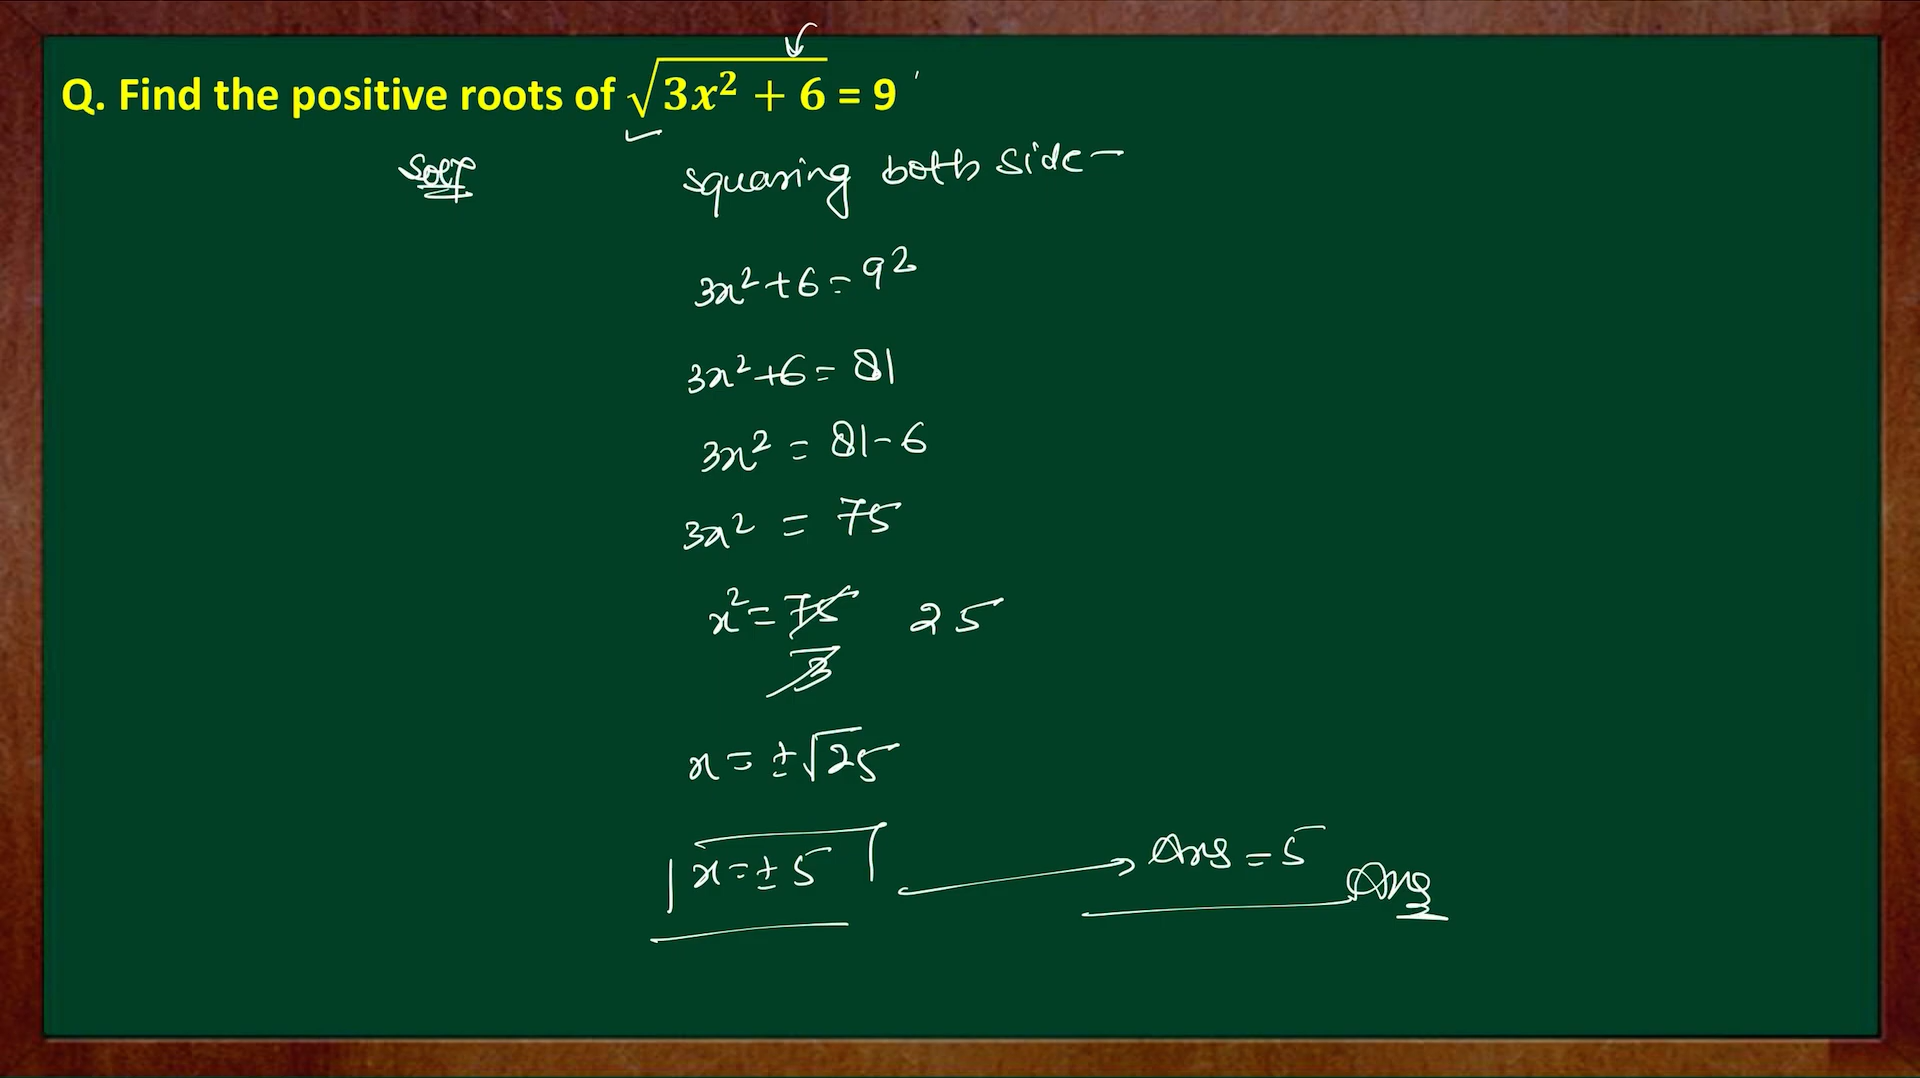 Q. Find the positive roots of √3x² + 6 = 9
Solⁿ
squaring both side-
3x²+6=9²
3x²+6=81
3x² = 81-6
3x² = 75
x²= 75/3 25
x= ±√25
x=±5 → Ans = 5 Ans